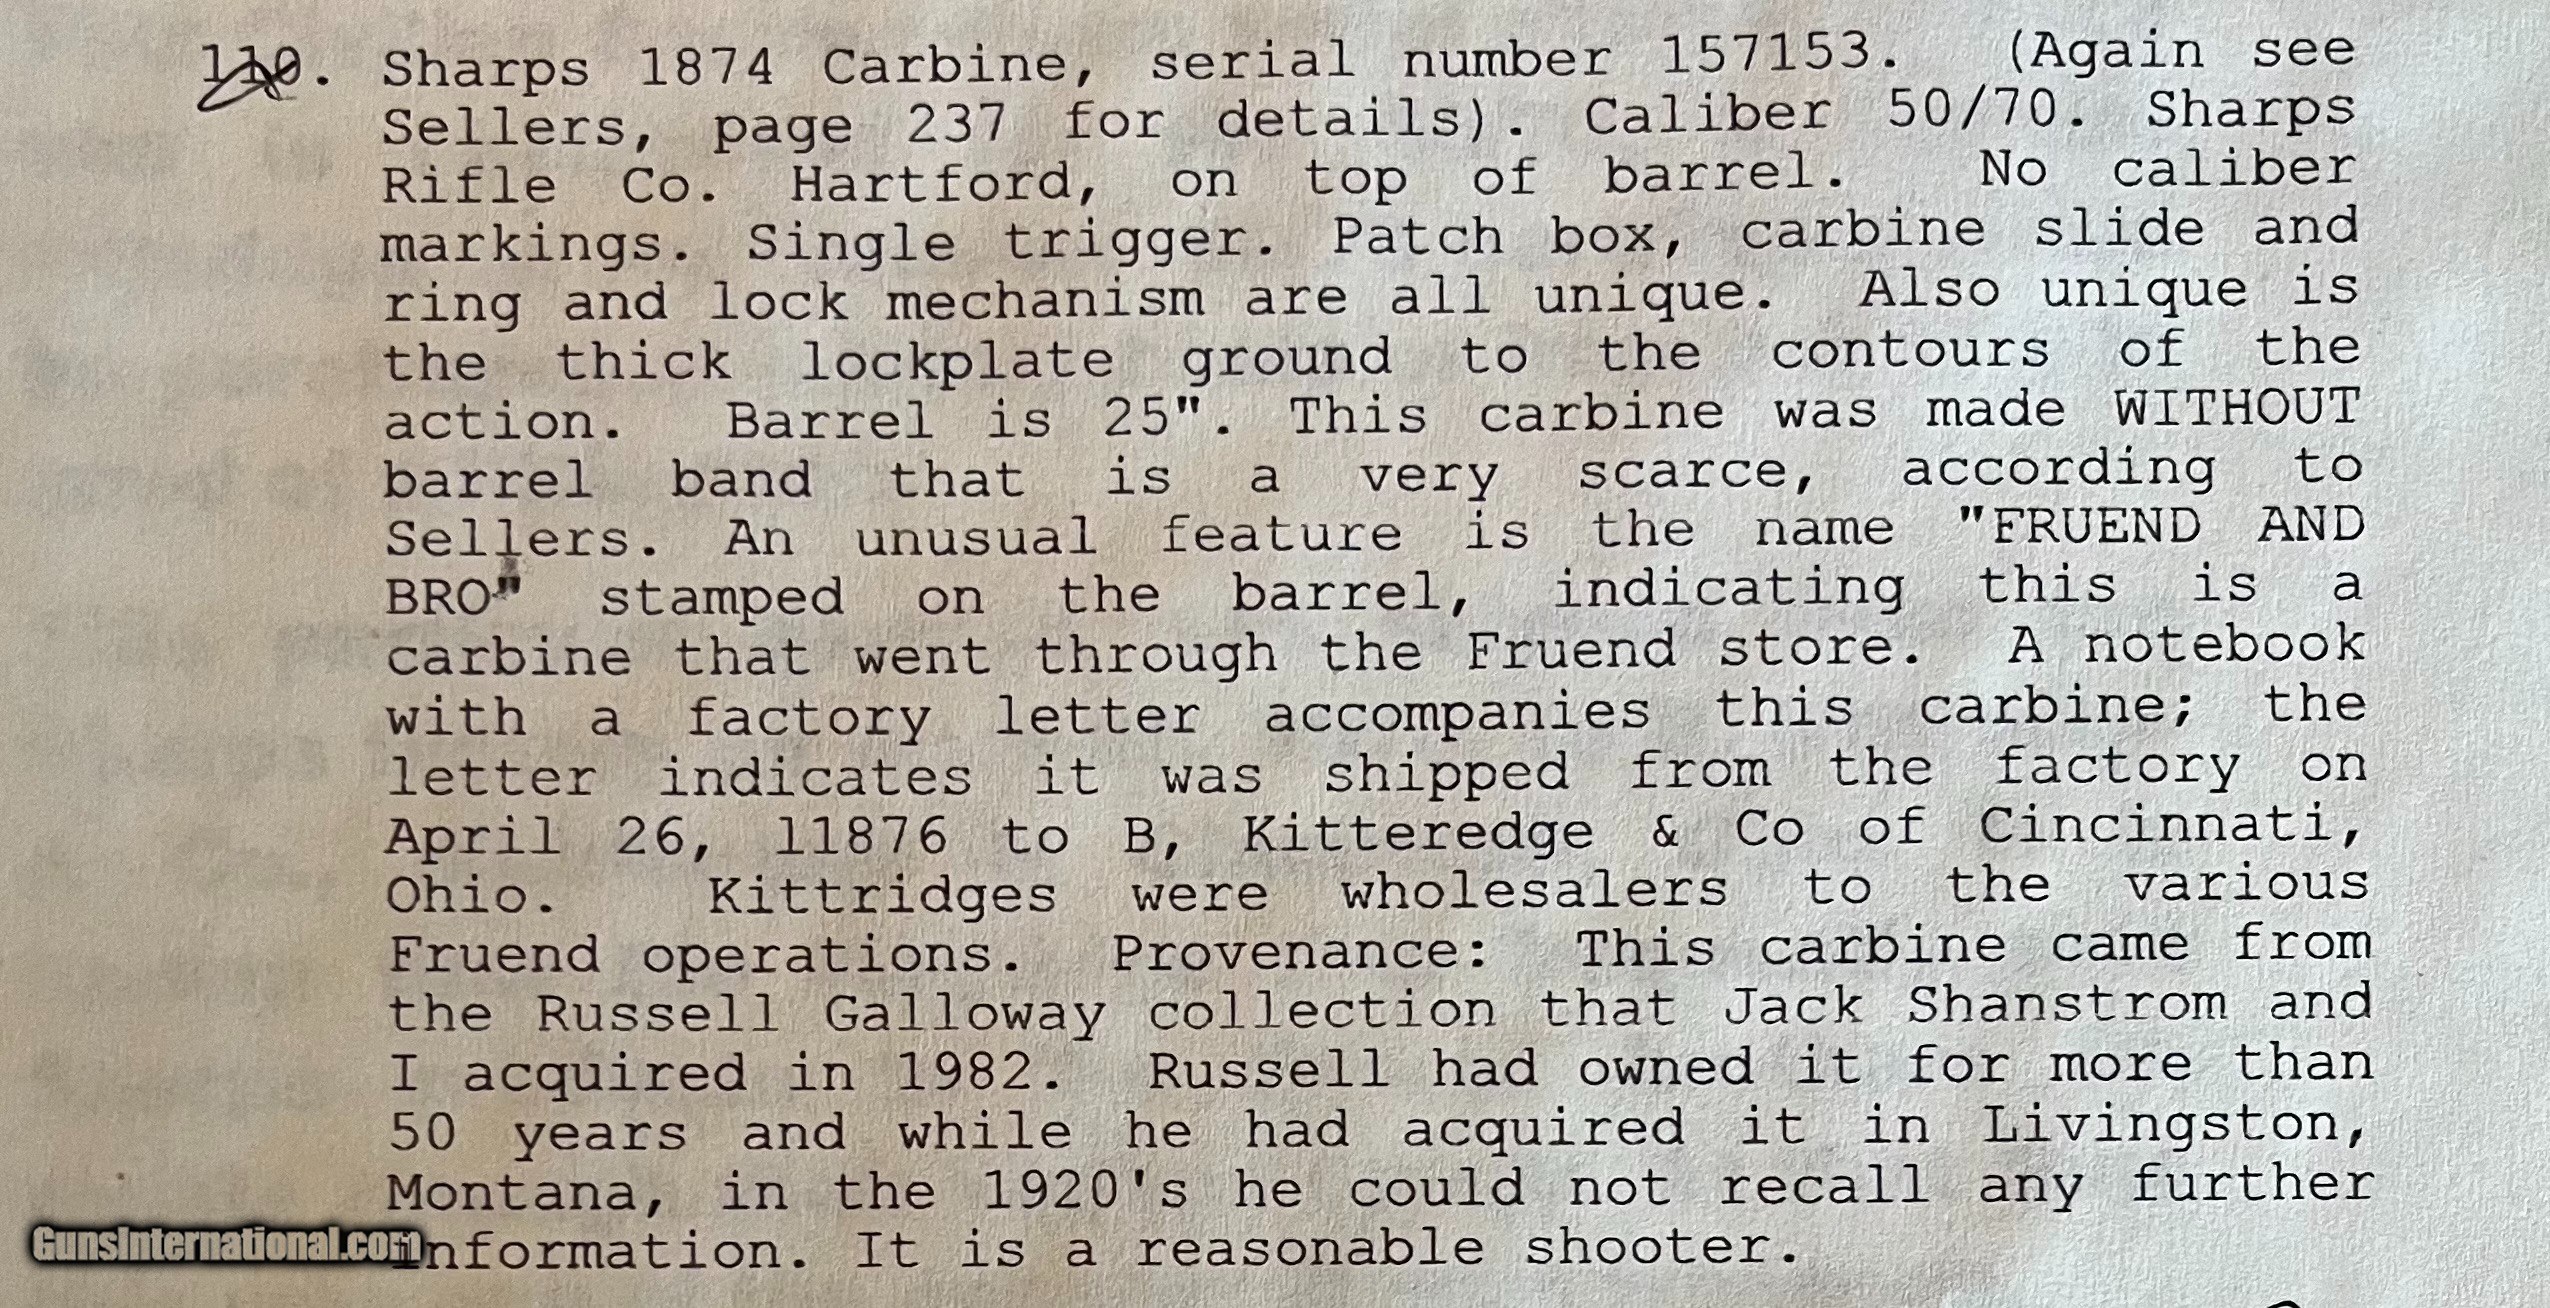 110. Sharps 1874 Carbine, serial number 157153. (Again see
Sellers, page 237 for details). Caliber 50/70. Sharps
Rifle Co. Hartford, on top of barrel. No caliber
markings. Single trigger. Patch box, carbine slide and
ring and lock mechanism are all unique. Also unique is
the thick lockplate ground to the contours of the
action. Barrel is 25". This carbine was made WITHOUT
barrel band that is a very scarce, according to
Sellers. An unusual feature is the name "FRUEND AND
BRO" stamped on the barrel, indicating this is a
carbine that went through the Fruend store. A notebook
with a factory letter accompanies this carbine; the
letter indicates it was shipped from the factory on
April 26, 11876 to B, Kitteredge & Co of Cincinnati,
Ohio. Kittridges were wholesalers to the various
Fruend operations. Provenance: This carbine came from
the Russell Galloway collection that Jack Shanstrom and
I acquired in 1982. Russell had owned it for more than
50 years and while he had acquired it in Livingston,
Montana, in the 1920's he could not recall any further
information. It is a reasonable shooter.
GunsInternational.com